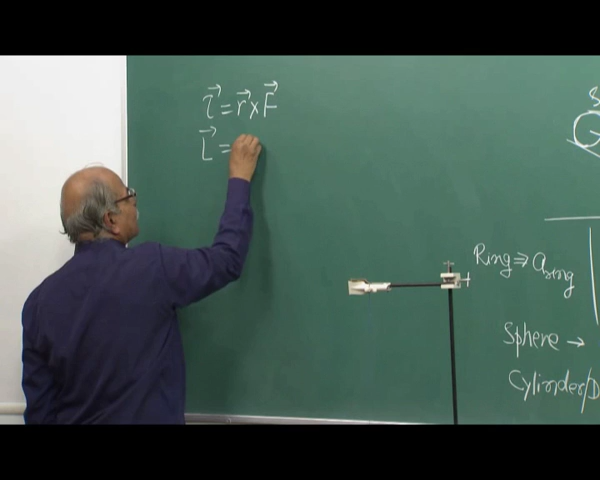 τ⃗ = r⃗ × F⃗
L⃗ =
Ring ⇒ a_ring
Sphere →
Cylinder/D